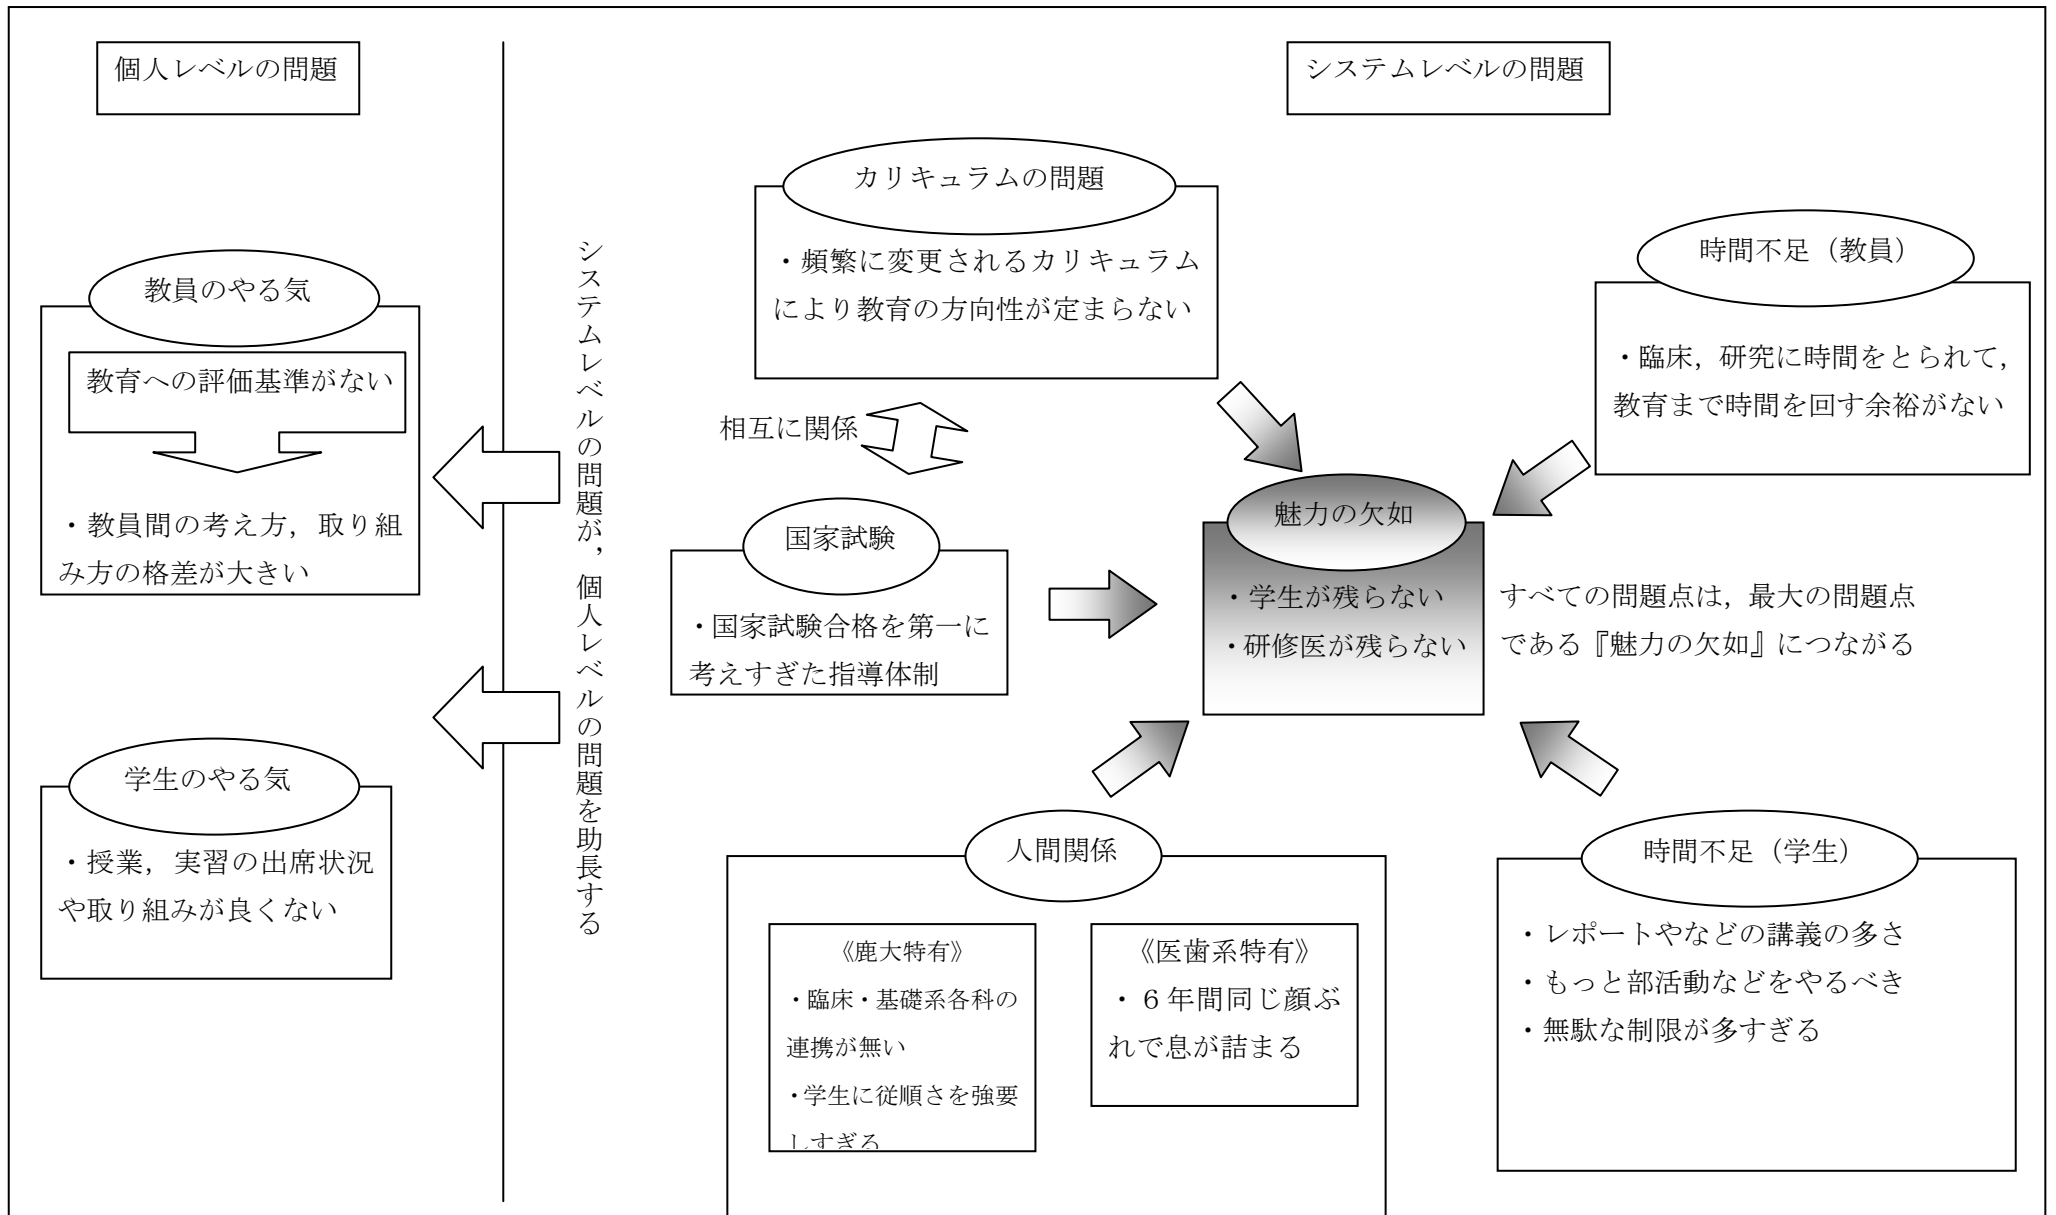 個人レベルの問題
システムレベルの問題
教員のやる気
教育への評価基準がない
・教員間の考え方，取り組
み方の格差が大きい
学生のやる気
・授業，実習の出席状況
や取り組みが良くない
システムレベルの問題が，個人レベルの問題を助長する
カリキュラムの問題
・頻繁に変更されるカリキュラム
により教育の方向性が定まらない
時間不足（教員）
・臨床，研究に時間をとられて，
教育まで時間を回す余裕がない
相互に関係
国家試験
・国家試験合格を第一に
考えすぎた指導体制
魅力の欠如
・学生が残らない
・研修医が残らない
すべての問題点は，最大の問題点
である『魅力の欠如』につながる
人間関係
《鹿大特有》
・臨床・基礎系各科の
連携が無い
・学生に従順さを強要
しすぎる
《医歯系特有》
・６年間同じ顔ぶ
れで息が詰まる
時間不足（学生）
・レポートやなどの講義の多さ
・もっと部活動などをやるべき
・無駄な制限が多すぎる